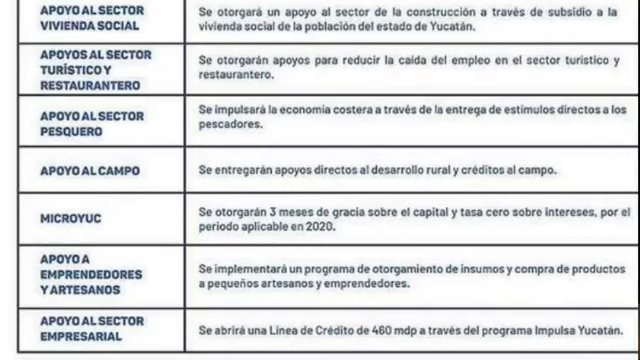 APOYO AL SECTOR
VIVIENDA SOCIAL
Se otorgará un apoyo al sector de la construcción a través de subsidio a la
vivienda social de la población del estado de Yucatán.
APOYOS AL SECTOR
TURÍSTICO Y
RESTAURANTERO
Se otorgarán apoyos para reducir la caída del empleo en el sector turístico y
restaurantero.
APOYO AL SECTOR
PESQUERO
Se impulsará la economía costera a través de la entrega de estímulos directos a los
pescadores.
APOYO AL CAMPO
Se entregarán apoyos directos al desarrollo rural y créditos al campo.
MICROYUC
Se otorgarán 3 meses de gracia sobre el capital y tasa cero sobre intereses, por el
periodo aplicable en 2020.
APOYO A
EMPRENDEDORES
Y ARTESANOS
Se implementará un programa de otorgamiento de insumos y compra de productos
a pequeños artesanos y emprendedores.
APOYO AL SECTOR
EMPRESARIAL
Se abrirá una Línea de Crédito de 460 mdp a través del programa Impulsa Yucatán.